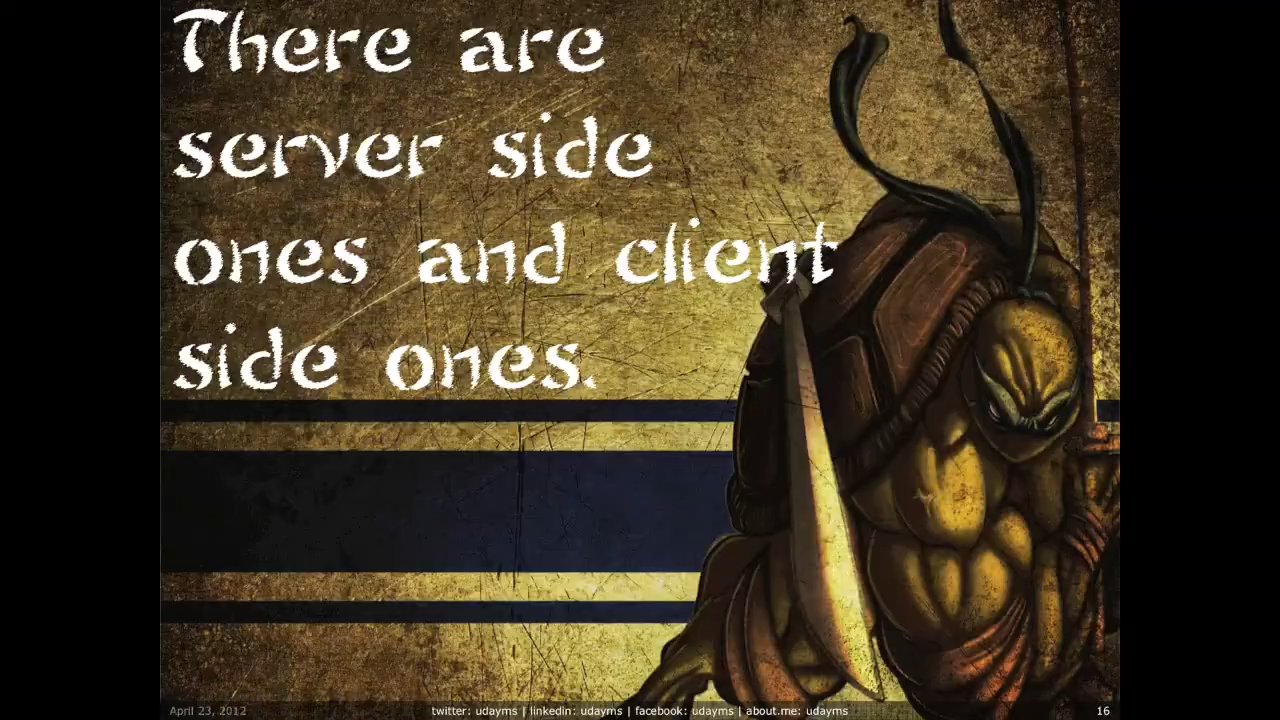 There are
server side
ones and client
side ones.
April 23, 2012
twitter: udayms | linkedin: udayms | facebook: udayms | about.me: udayms
16